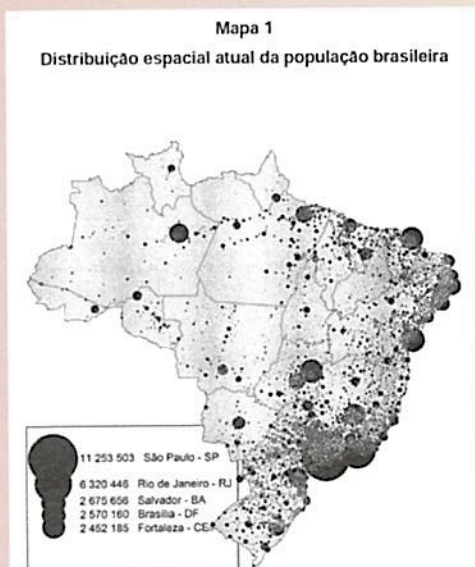 Mapa 1
Distribuição espacial atual da população brasileira
11 253 503 São Paulo - SP
6 320 446 Rio de Janeiro - RJ
2 675 656 Salvador - BA
2 570 160 Brasília - DF
2 452 185 Fortaleza - CE